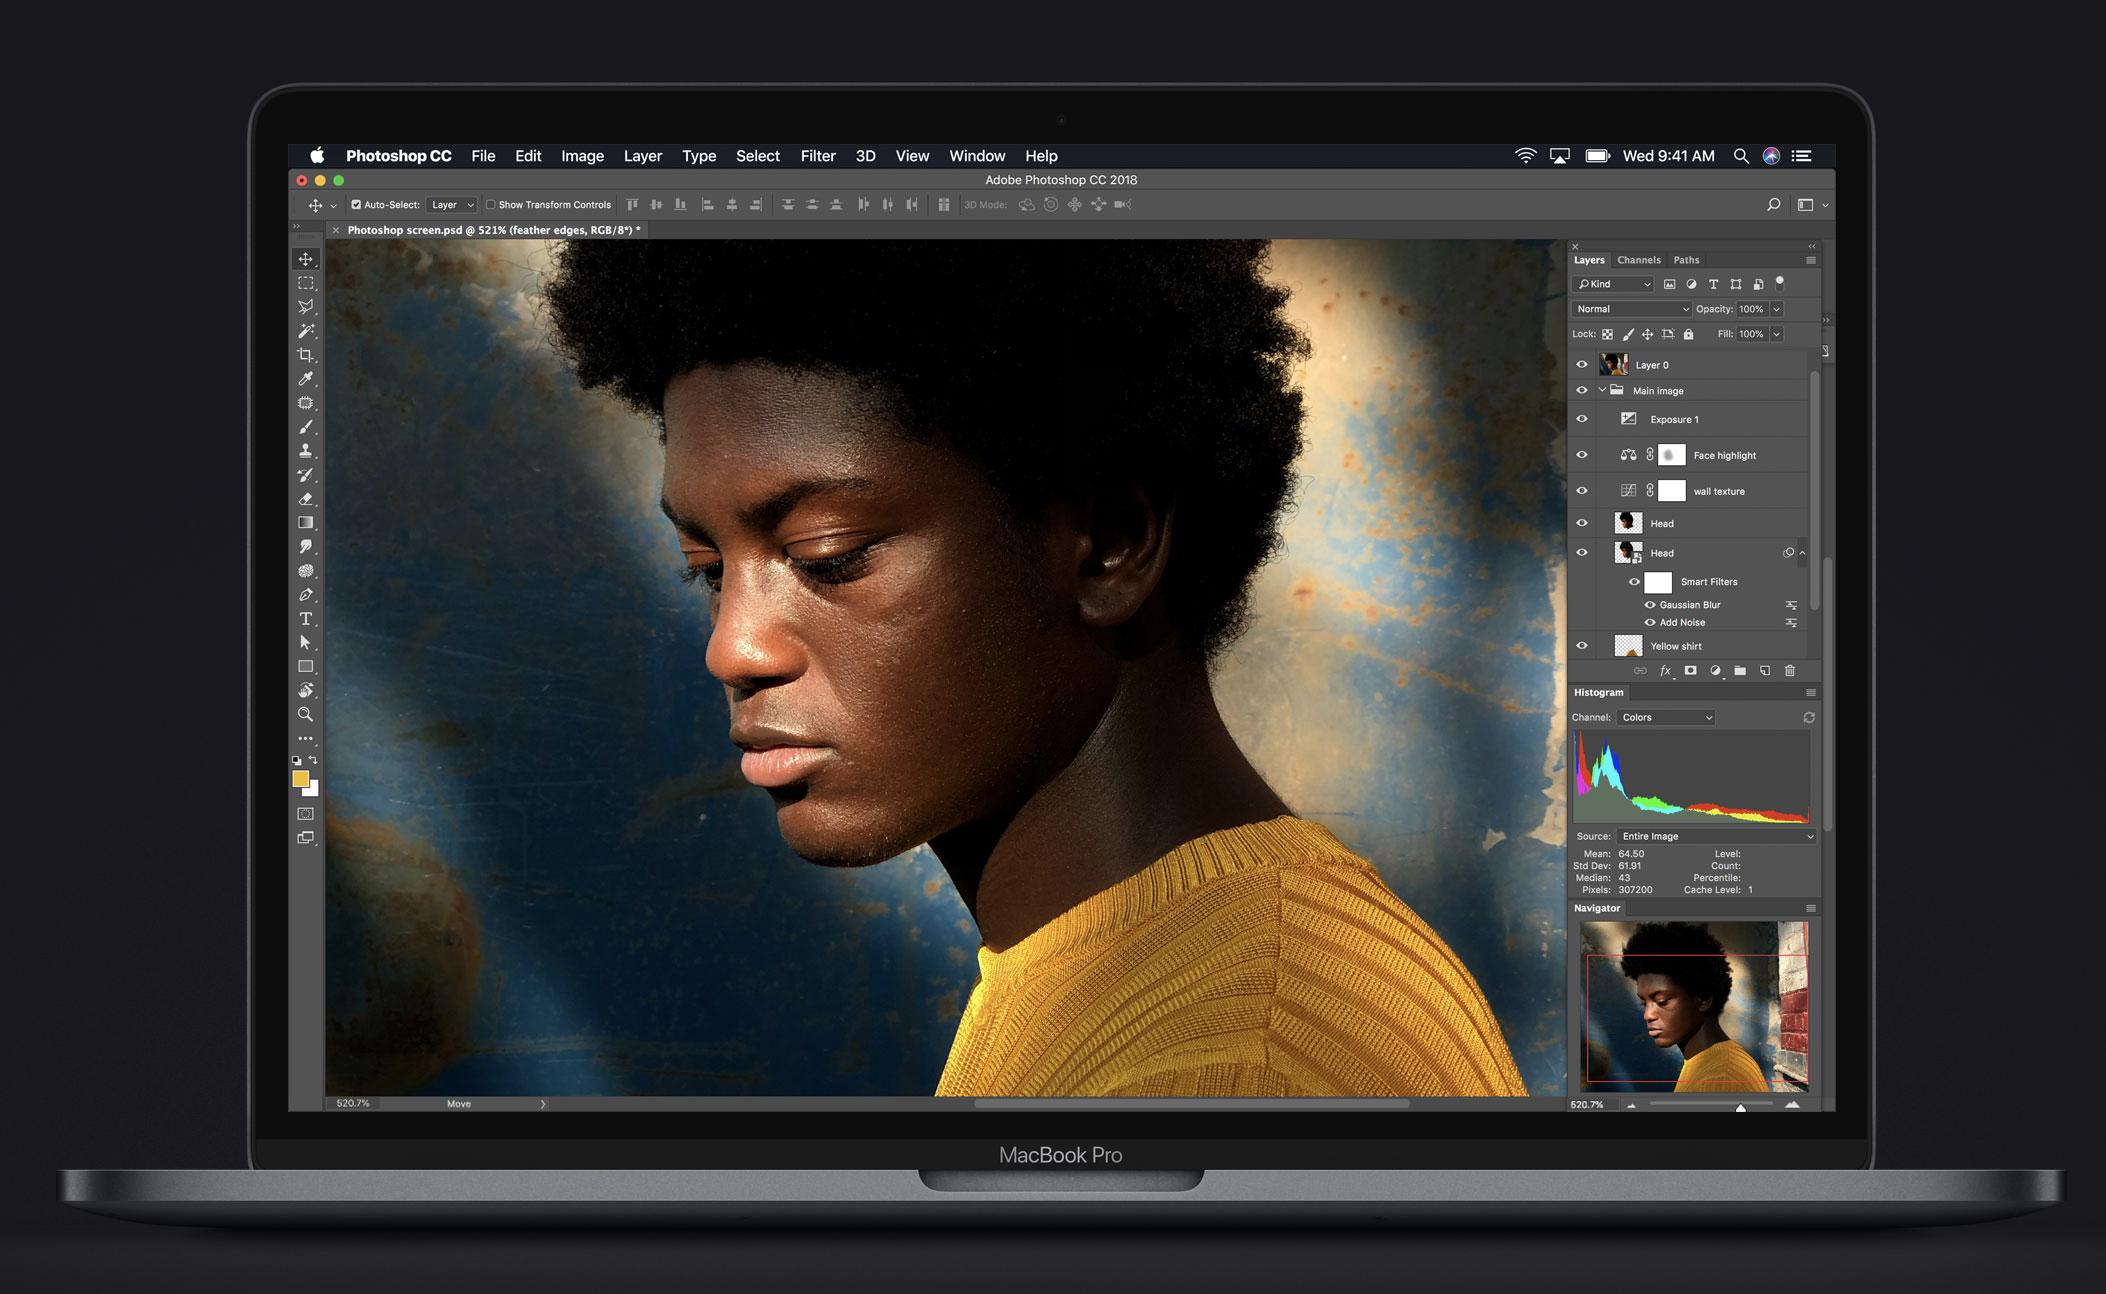 Photoshop CC File Edit Image Layer Type Select Filter 3D View Window Help Wed 9:41 AM
Adobe Photoshop CC 2018
Auto-Select: Layer Show Transform Controls 3D Mode:
Photoshop screen.psd @ 521% (feather edges, RGB/8*) *
Layers Channels Paths
Kind
Normal Opacity: 100%
Lock: Fill: 100%
Layer 0
Main image
Exposure 1
Face highlight
wall texture
Head
Head
Smart Filters
Gaussian Blur
Add Noise
Yellow shirt
fx
Histogram
Channel: Colors
Source: Entire Image
Mean: 64.50 Level:
Std Dev: 61.91 Count:
Median: 43 Percentile:
Pixels: 307200 Cache Level: 1
Navigator
520.7% Move
520.7%
MacBook Pro